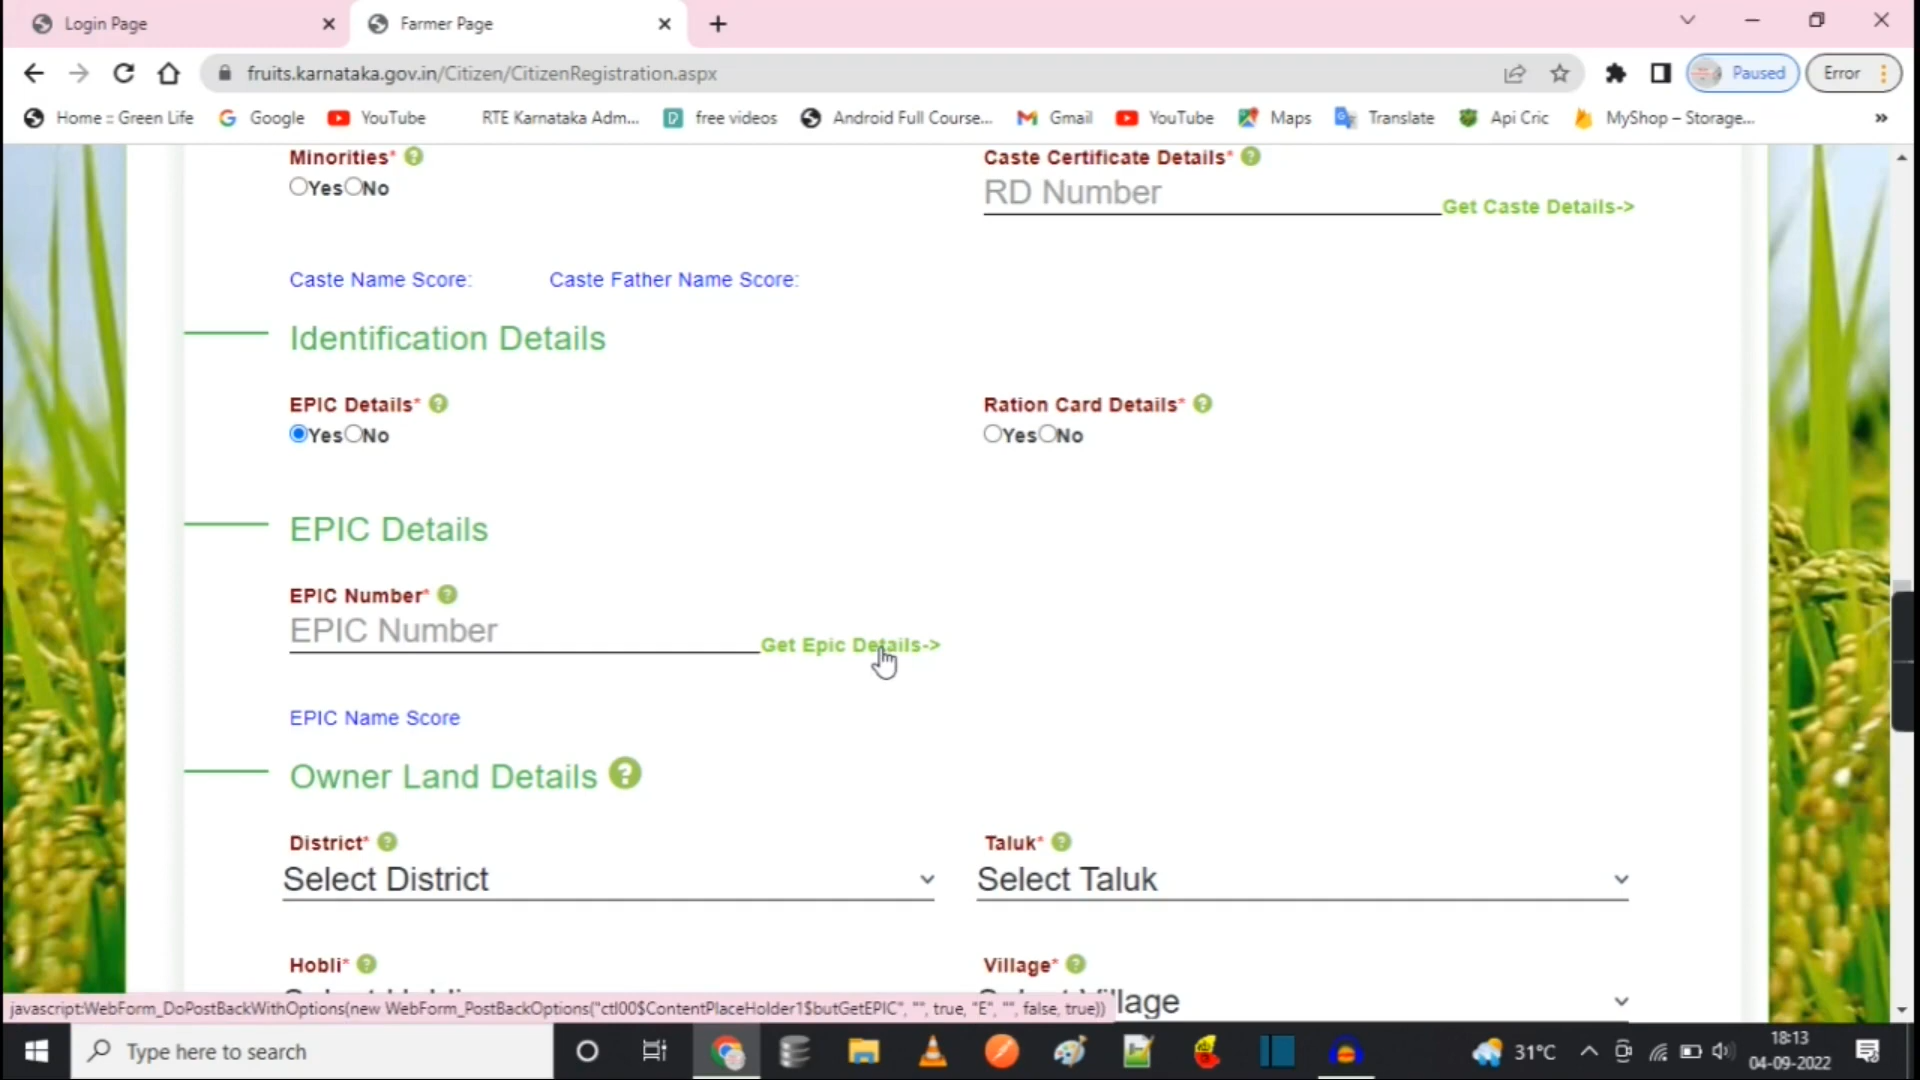 Login Page
Farmer Page
fruits.karnataka.gov.in/Citizen/CitizenRegistration.aspx
Paused
Error
Home :: Green Life
Google
YouTube
RTE Karnataka Adm...
free videos
Android Full Course...
Gmail
YouTube
Maps
Translate
Api Cric
MyShop – Storage...
»
Minorities*
Caste Certificate Details*
Yes No
RD Number
Get Caste Details->
Caste Name Score:
Caste Father Name Score:
Identification Details
EPIC Details*
Ration Card Details*
Yes No
Yes No
EPIC Details
EPIC Number*
EPIC Number
Get Epic Details->
EPIC Name Score
Owner Land Details
District*
Taluk*
Select District
Select Taluk
Hobli*
Village*
javascript:WebForm_DoPostBackWithOptions(new WebForm_PostBackOptions("ctl00$ContentPlaceHolder1$butGetEPIC", "", true, "E", "", false, true))
Type here to search
31°C
18:13
04-09-2022